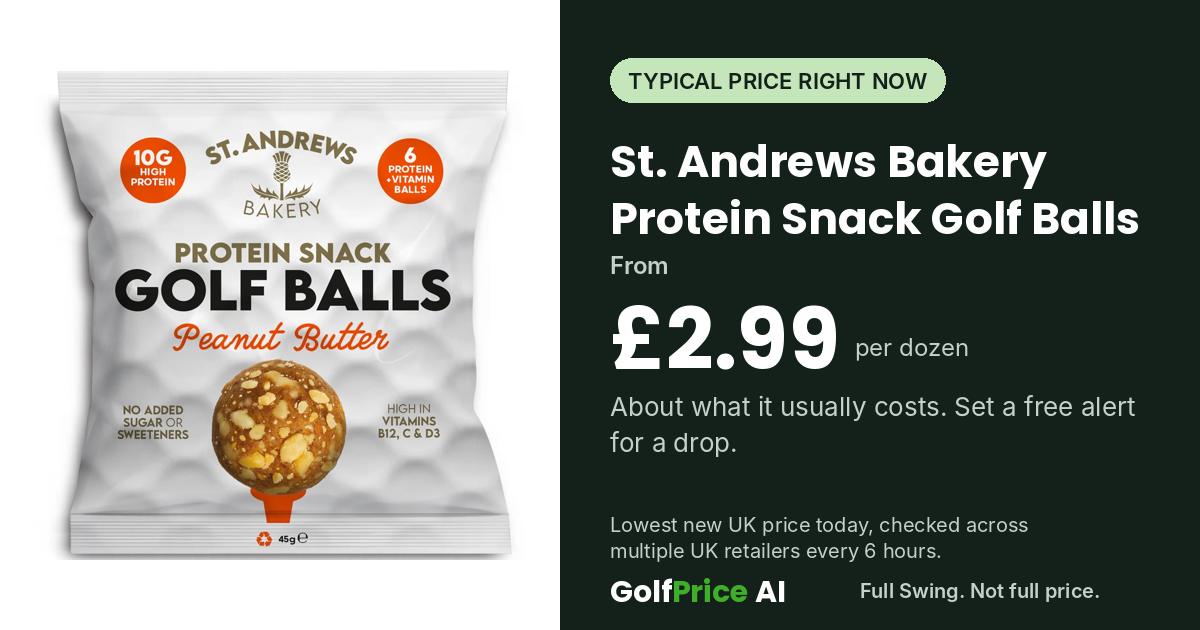 10G
HIGH
PROTEIN
ST. ANDREWS
BAKERY
6
PROTEIN
+VITAMIN
BALLS
PROTEIN SNACK
GOLF BALLS
Peanut Butter
NO ADDED
SUGAR OR
SWEETENERS
HIGH IN
VITAMINS
B12, C & D3
45g ℮
TYPICAL PRICE RIGHT NOW
St. Andrews Bakery
Protein Snack Golf Balls
From
£2.99 per dozen
About what it usually costs. Set a free alert
for a drop.
Lowest new UK price today, checked across
multiple UK retailers every 6 hours.
GolfPrice AI
Full Swing. Not full price.